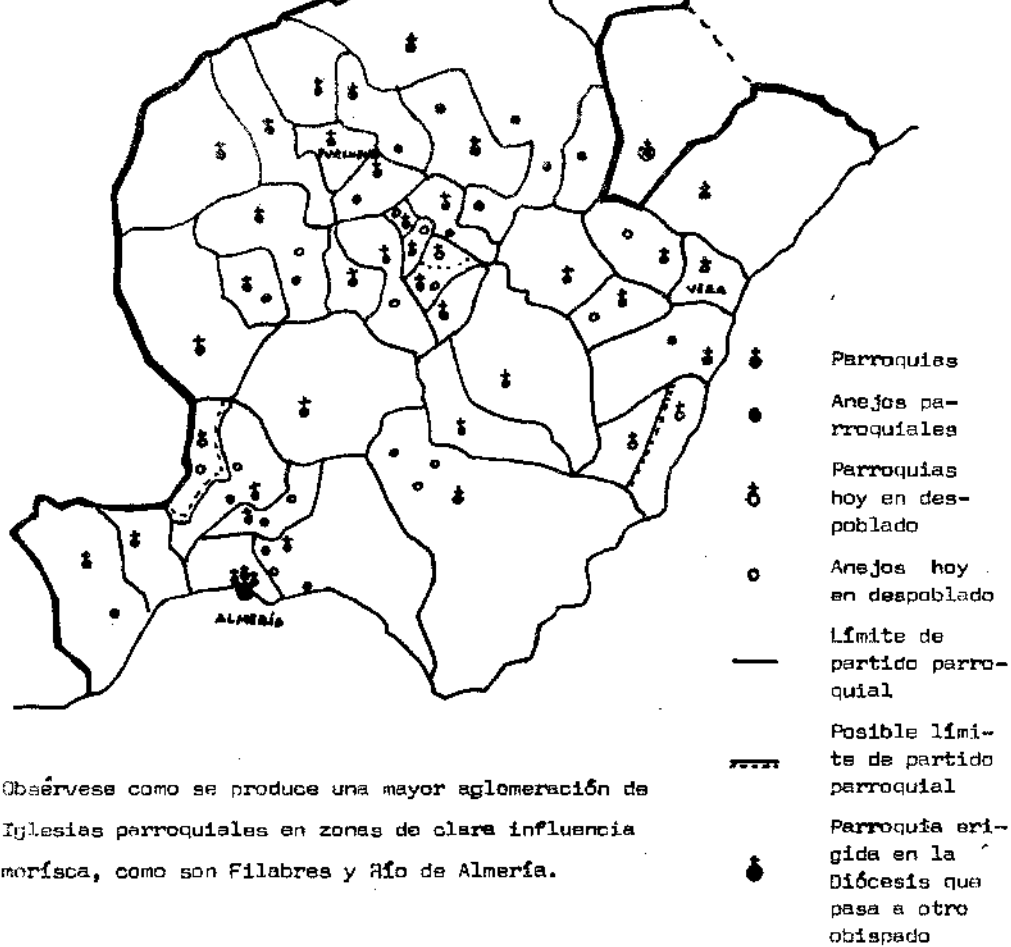 PURCHENA
VERA
ALMERÍA
Parroquias
Anejos pa-
rroquiales
Parroquias
hoy en des-
poblado
Anejos hoy
en despoblado
Límite de
partido parro-
quial
Posible lími-
te de partido
parroquial
Parroquia eri-
gida en la
Diócesis que
pasa a otro
obispado
Obsérvese como se produce una mayor aglomeración de
Iglesias parroquiales en zonas de clara influencia
morísca, como son Filabres y Río de Almería.